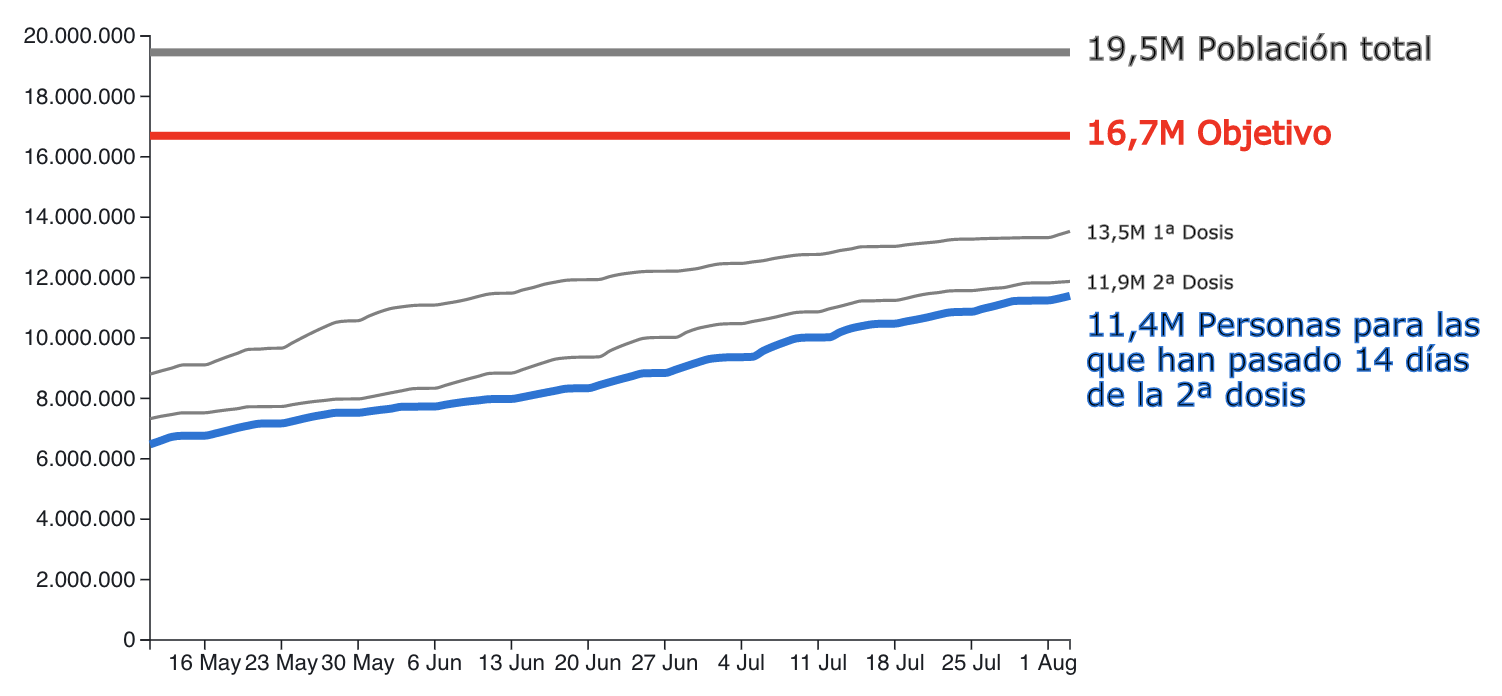 20.000.000
19,5M Población total
18.000.000
16,7M Objetivo
16.000.000
14.000.000
13,5M 1ª Dosis
12.000.000
11,9M 2ª Dosis
11,4M Personas para las
que han pasado 14 días
de la 2ª dosis
10.000.000
8.000.000
6.000.000
4.000.000
2.000.000
0
16 May 23 May 30 May 6 Jun 13 Jun 20 Jun 27 Jun 4 Jul 11 Jul 18 Jul 25 Jul 1 Aug